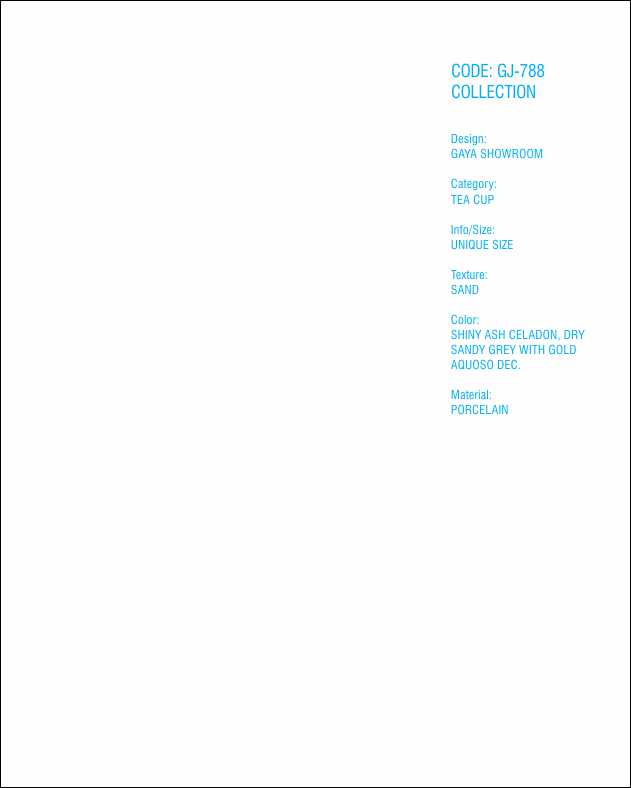 CODE: GJ-788
COLLECTION
Design:
GAYA SHOWROOM
Category:
TEA CUP
Info/Size:
UNIQUE SIZE
Texture:
SAND
Color:
SHINY ASH CELADON, DRY
SANDY GREY WITH GOLD
AQUOSO DEC.
Material:
PORCELAIN